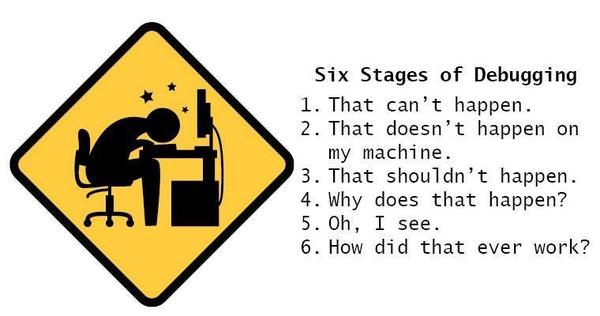 Six Stages of Debugging
1. That can’t happen.
2. That doesn’t happen on
my machine.
3. That shouldn’t happen.
4. Why does that happen?
5. Oh, I see.
6. How did that ever work?